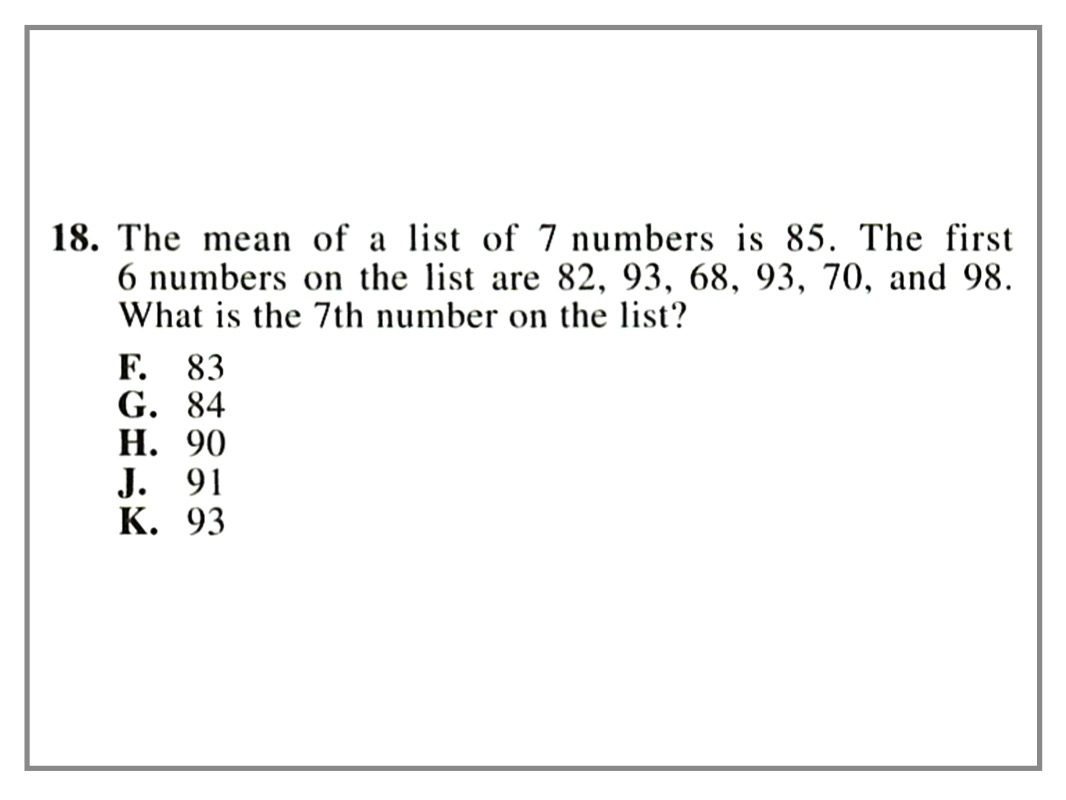 18. The mean of a list of 7 numbers is 85. The first
6 numbers on the list are 82, 93, 68, 93, 70, and 98.
What is the 7th number on the list?
F. 83
G. 84
H. 90
J. 91
K. 93